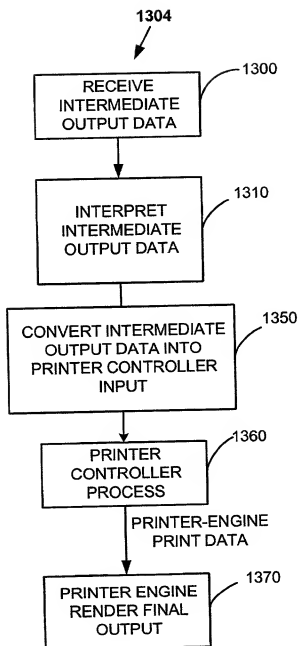 1304
1300
RECEIVE
INTERMEDIATE
OUTPUT DATA
1310
INTERPRET
INTERMEDIATE
OUTPUT DATA
1350
CONVERT INTERMEDIATE
OUTPUT DATA INTO
PRINTER CONTROLLER
INPUT
1360
PRINTER
CONTROLLER
PROCESS
PRINTER-ENGINE
PRINT DATA
1370
PRINTER ENGINE
RENDER FINAL
OUTPUT